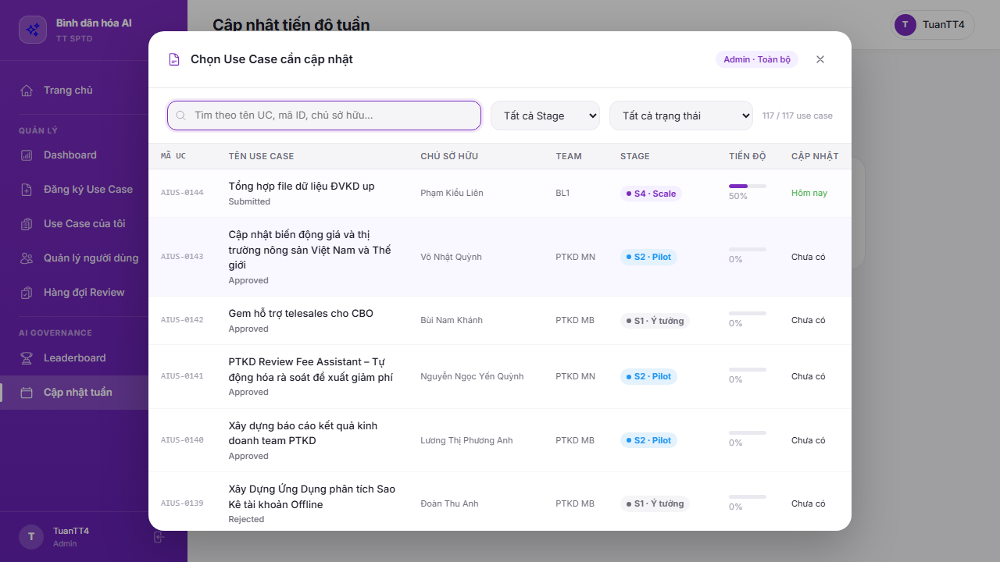 Bình dân hóa AI
TT SPTD
Trang chủ
QUẢN LÝ
Dashboard
Đăng ký Use Case
Use Case của tôi
Quản lý người dùng
Hàng đợi Review
AI GOVERNANCE
Leaderboard
Cập nhật tuần
T
TuanTT4
Admin
Cập nhật tiến độ tuần
T
TuanTT4
Chọn Use Case cần cập nhật
Admin · Toàn bộ
Tìm theo tên UC, mã ID, chủ sở hữu...
Tất cả Stage
Tất cả trạng thái
117 / 117 use case
MÃ UC TÊN USE CASE CHỦ SỞ HỮU TEAM STAGE TIẾN ĐỘ CẬP NHẬT
AIUS-0144
Tổng hợp file dữ liệu ĐVKD up
Submitted
Phạm Kiều Liên
BL1
S4 · Scale
50%
Hôm nay
AIUS-0143
Cập nhật biến động giá và thị
trường nông sản Việt Nam và Thế
giới
Approved
Võ Nhật Quỳnh
PTKD MN
S2 · Pilot
0%
Chưa có
AIUS-0142
Gem hỗ trợ telesales cho CBO
Approved
Bùi Nam Khánh
PTKD MB
S1 · Ý tưởng
0%
Chưa có
AIUS-0141
PTKD Review Fee Assistant – Tự
động hóa rà soát đề xuất giảm phí
Approved
Nguyễn Ngọc Yến Quỳnh
PTKD MN
S2 · Pilot
0%
Chưa có
AIUS-0140
Xây dựng báo cáo kết quả kinh
doanh team PTKD
Approved
Lương Thị Phương Anh
PTKD MB
S2 · Pilot
0%
Chưa có
AIUS-0139
Xây Dựng Ứng Dụng phân tích Sao
Kê tài khoản Offline
Rejected
Đoàn Thu Anh
PTKD MB
S1 · Ý tưởng
0%
Chưa có